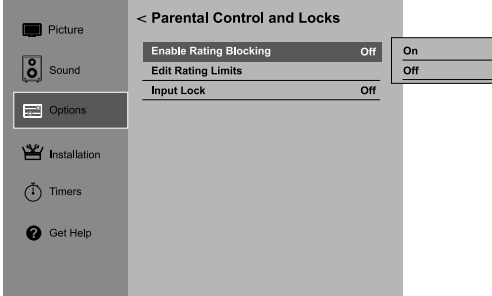 Picture
Sound
Options
Installation
Timers
Get Help
< Parental Control and Locks
Enable Rating Blocking Off
Edit Rating Limits
Input Lock Off
On
Off